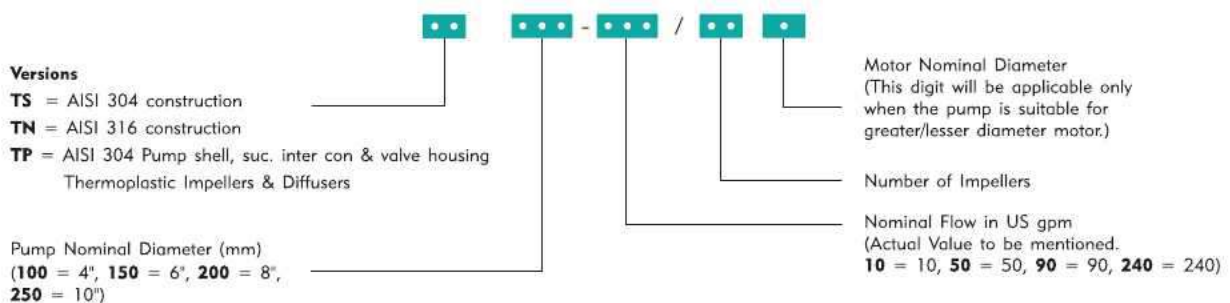 - /
Versions
TS = AISI 304 construction
TN = AISI 316 construction
TP = AISI 304 Pump shell, suc. inter con & valve housing
Thermoplastic Impellers & Diffusers
Pump Nominal Diameter (mm)
(100 = 4", 150 = 6", 200 = 8",
250 = 10")
Motor Nominal Diameter
(This digit will be applicable only
when the pump is suitable for
greater/lesser diameter motor.)
Number of Impellers
Nominal Flow in US gpm
(Actual Value to be mentioned.
10 = 10, 50 = 50, 90 = 90, 240 = 240)